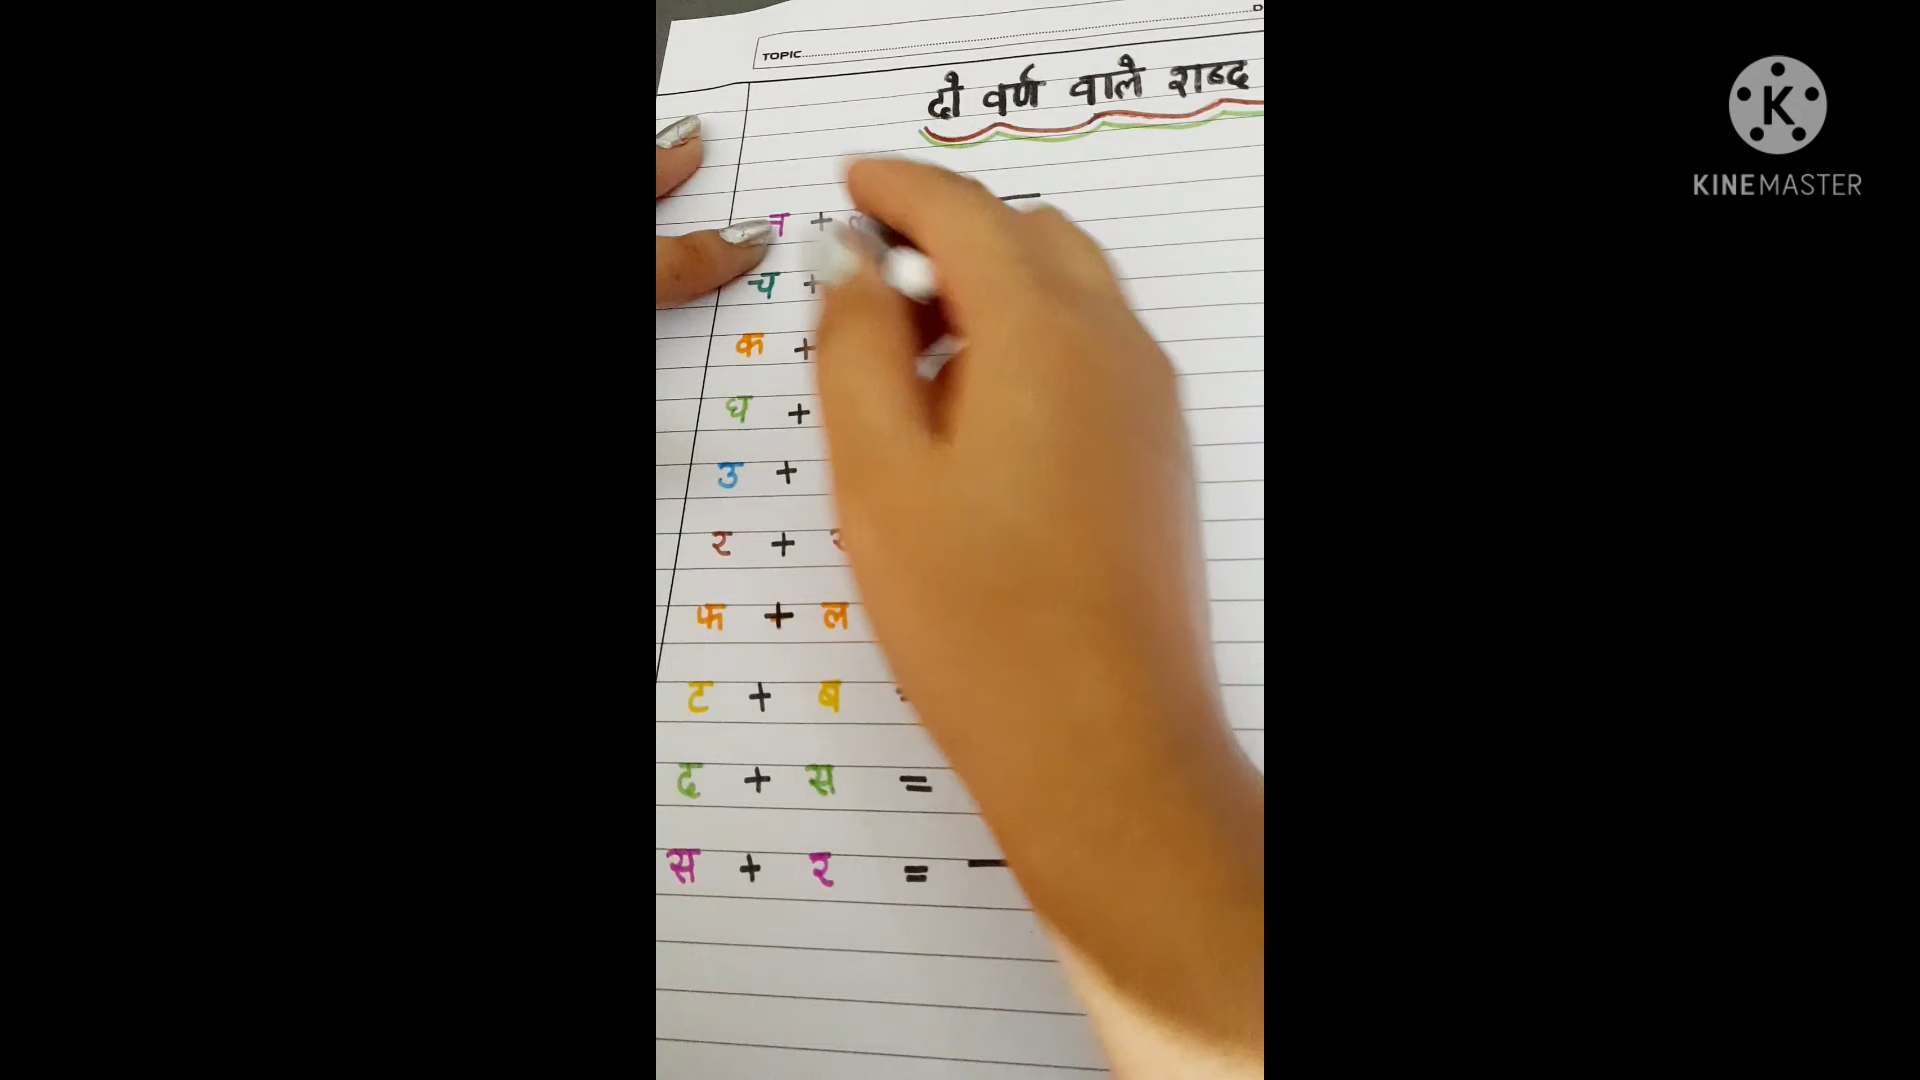 TOPIC
दो वर्ण वाले शब्द
न +
च +
क +
घ +
उ +
र +
फ + ल
ट + ब =
द + स =
स + र =
KINEMASTER